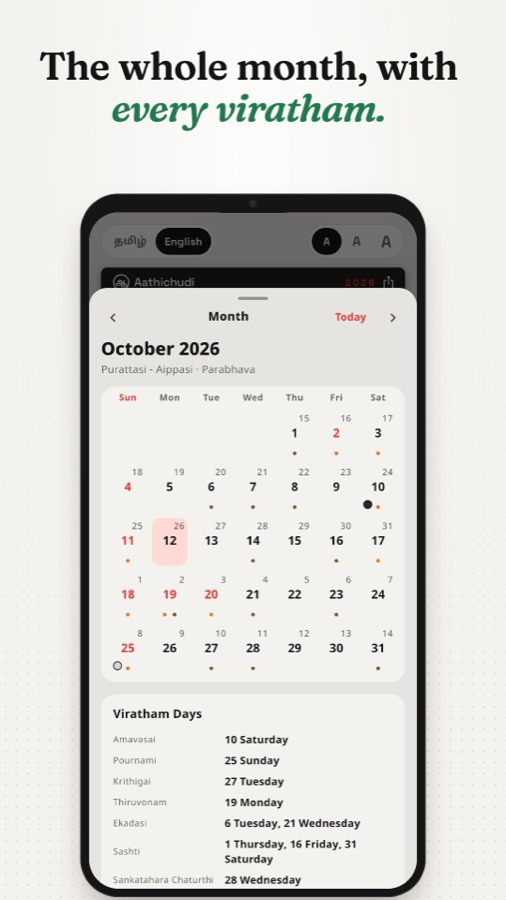 The whole month, with
every viratham.
தமிழ் English A A A
Aathichudi 2026
Month Today
October 2026
Purattasi - Aippasi · Parabhava
Sun Mon Tue Wed Thu Fri Sat
15 16 17
1 2 3
18 19 20 21 22 23 24
4 5 6 7 8 9 10
25 26 27 28 29 30 31
11 12 13 14 15 16 17
1 2 3 4 5 6 7
18 19 20 21 22 23 24
8 9 10 11 12 13 14
25 26 27 28 29 30 31
Viratham Days
Amavasai 10 Saturday
Pournami 25 Sunday
Krithigai 27 Tuesday
Thiruvonam 19 Monday
Ekadasi 6 Tuesday, 21 Wednesday
Sashti 1 Thursday, 16 Friday, 31
Saturday
Sankatahara Chaturthi 28 Wednesday